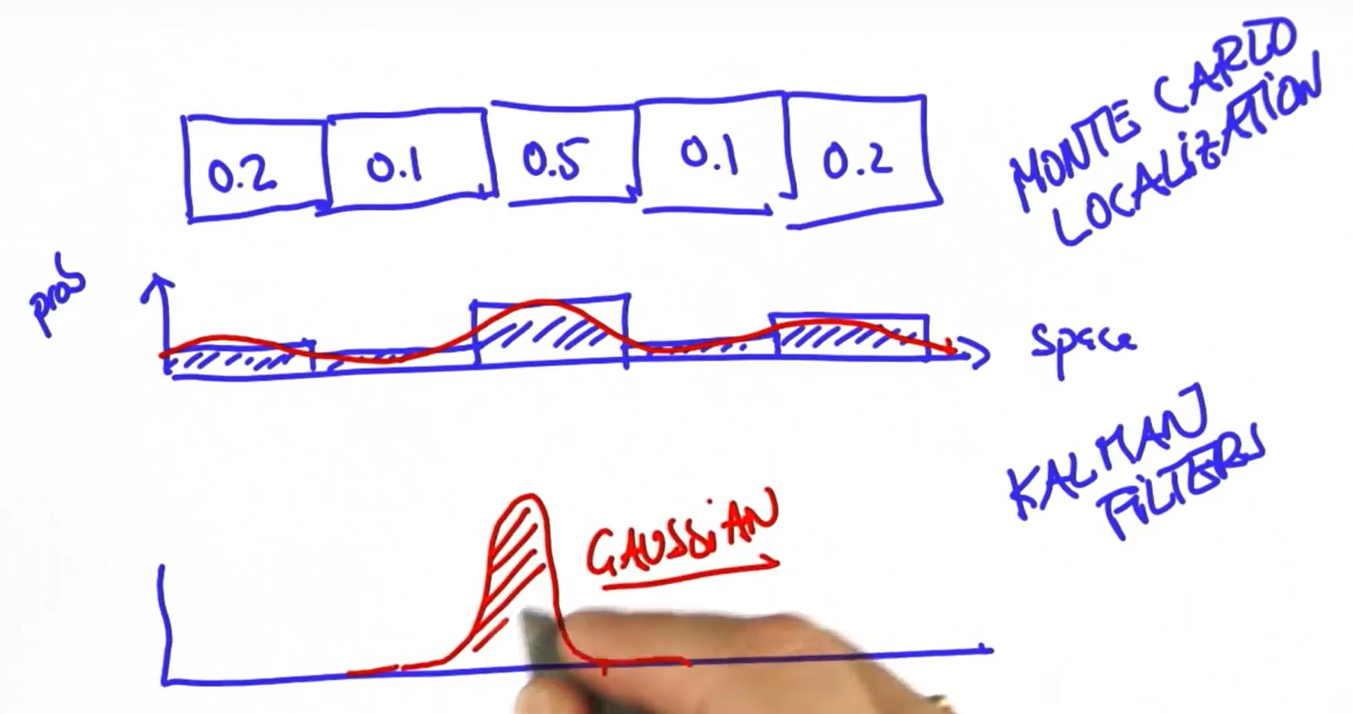 MONTE CARLO
LOCALIZATION
0.2 0.1 0.5 0.1 0.2
prob
space
KALMAN
FILTERS
GAUSSIAN